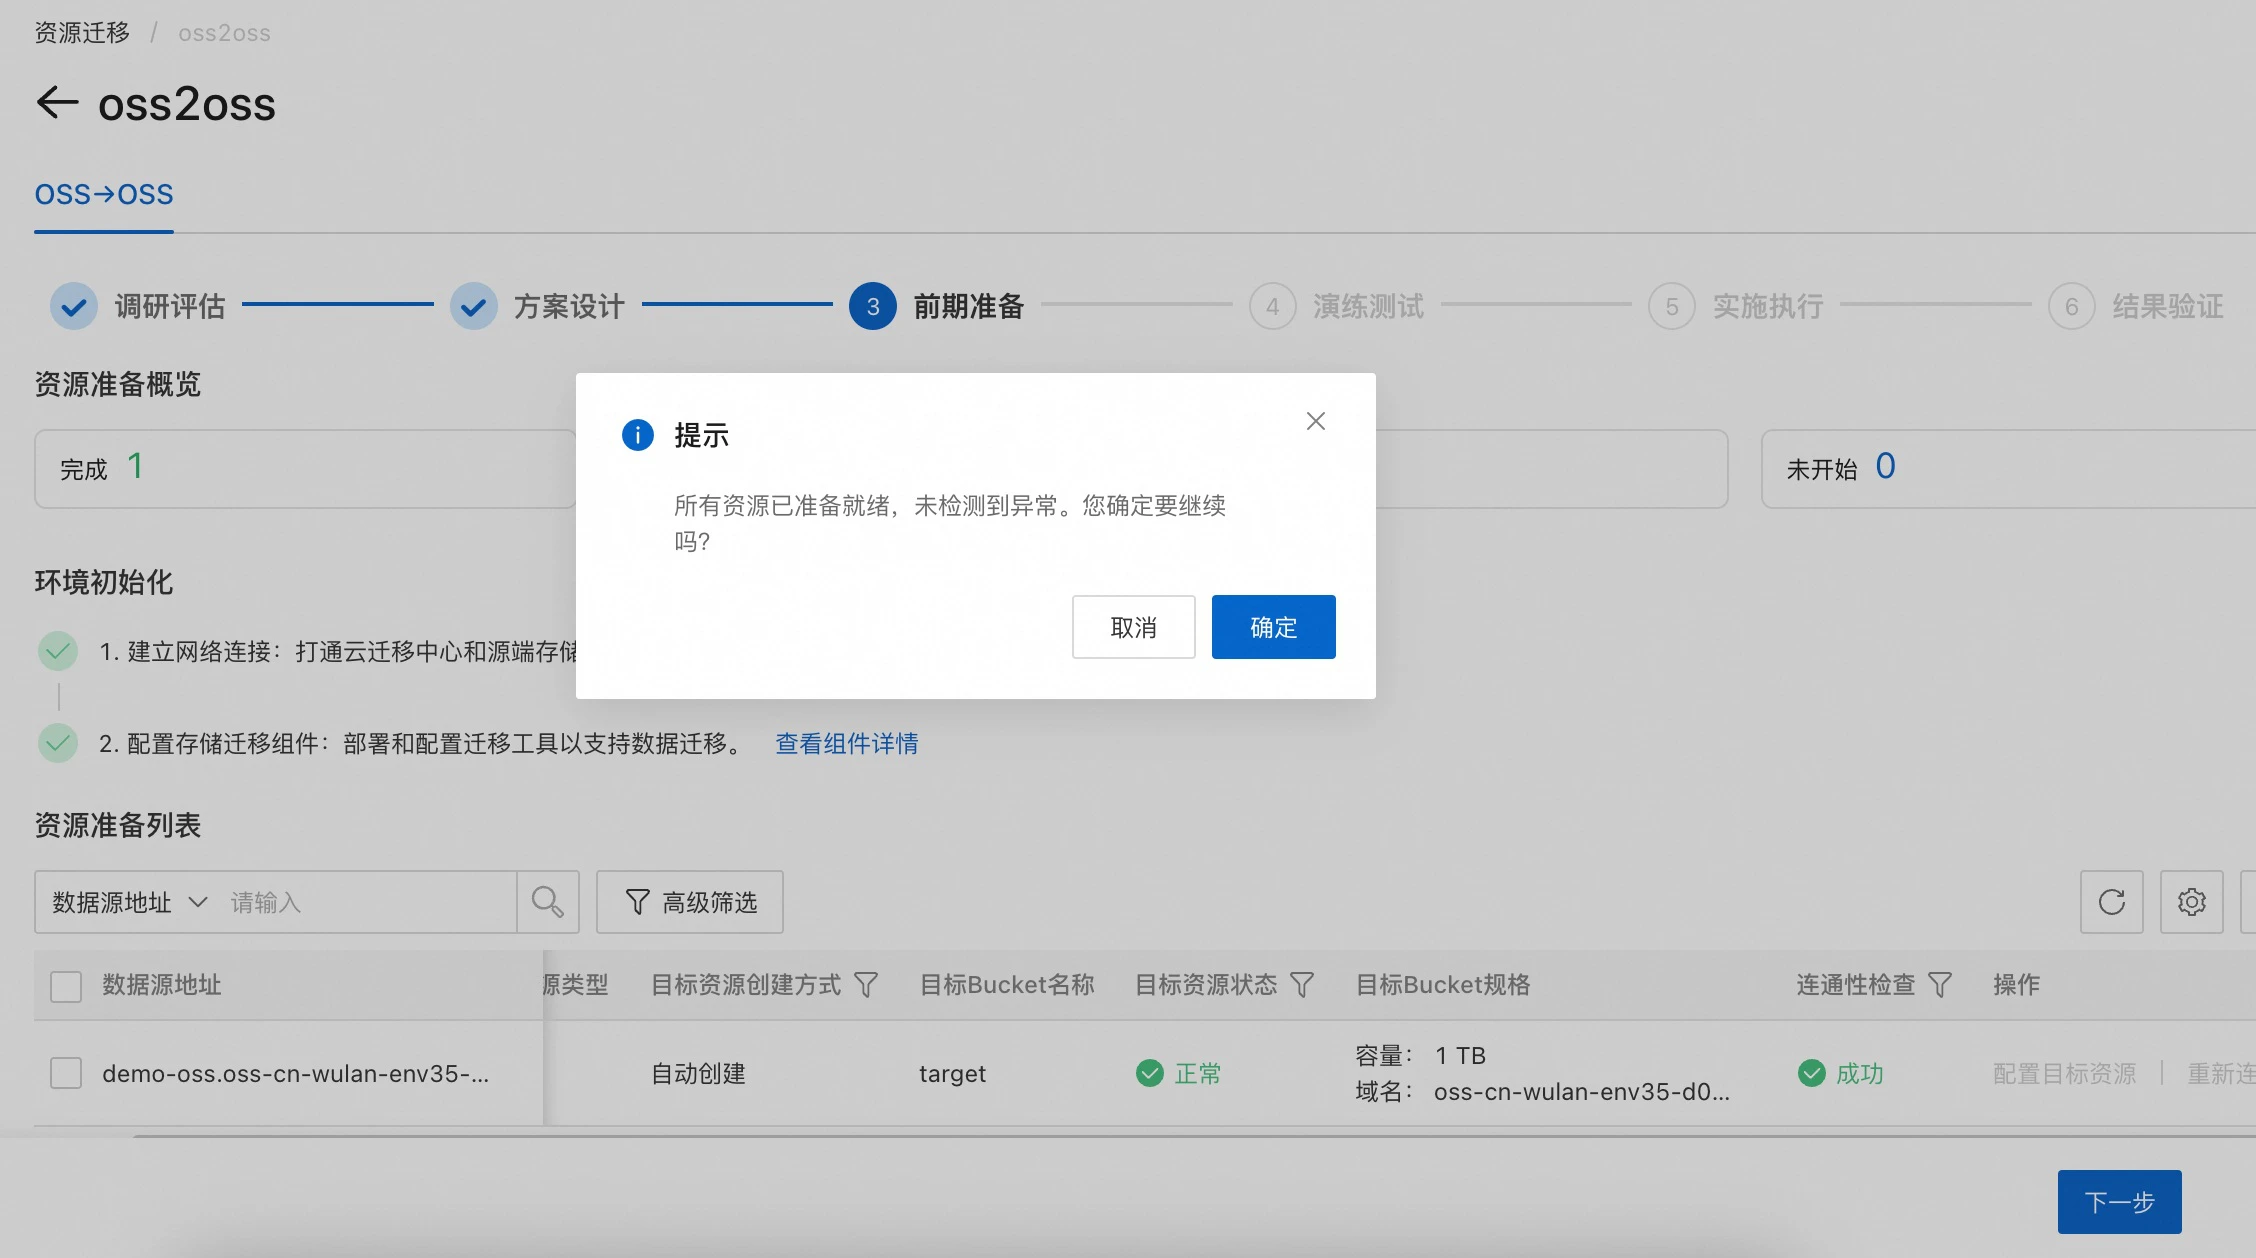 资源迁移 / oss2oss
← oss2oss
OSS→OSS
调研评估
方案设计
3 前期准备
4 演练测试
5 实施执行
6 结果验证
资源准备概览
完成 1
未开始 0
提示
所有资源已准备就绪，未检测到异常。您确定要继续
吗?
取消
确定
环境初始化
1. 建立网络连接：打通云迁移中心和源端存储
2. 配置存储迁移组件：部署和配置迁移工具以支持数据迁移。 查看组件详情
资源准备列表
数据源地址 请输入
高级筛选
数据源地址 源类型 目标资源创建方式 目标Bucket名称 目标资源状态 目标Bucket规格 连通性检查 操作
demo-oss.oss-cn-wulan-env35-... 自动创建 target 正常 容量： 1 TB 成功 配置目标资源 | 重新连
域名： oss-cn-wulan-env35-d0...
下一步